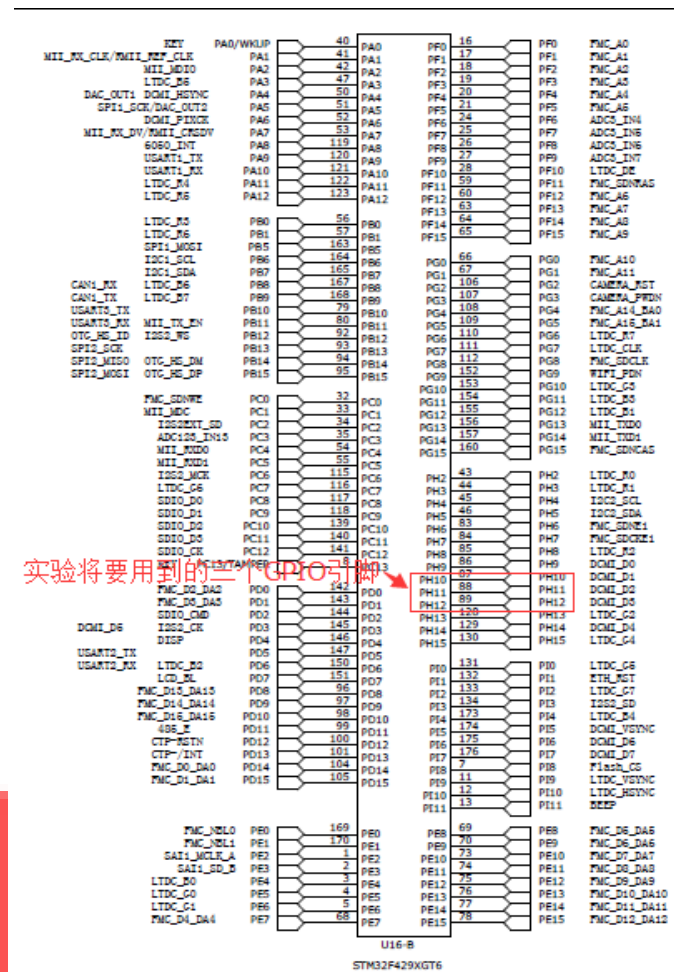 KEY PA0/WKUP 40 PA0
MII_RX_CLK/RMII_REF_CLK PA1 41 PA1
MII_MDIO PA2 42 PA2
LTDC_B5 PA3 47 PA3
DAC_OUT1 DCMI_HSYNC PA4 50 PA4
SPI1_SCK/DAC_OUT2 PA5 51 PA5
DCMI_PIXCK PA6 52 PA6
MII_RX_DV/RMII_CRSDV PA7 53 PA7
6050_INT PA8 119 PA8
USART1_TX PA9 120 PA9
USART1_RX PA10 121 PA10
LTDC_R4 PA11 122 PA11
LTDC_R5 PA12 123 PA12
LTDC_R3 PB0 56 PB0
LTDC_R6 PB1 57 PB1
SPI1_MOSI PB5 163 PB5
I2C1_SCL PB6 164 PB6
I2C1_SDA PB7 165 PB7
CAN1_RX LTDC_B6 PB8 167 PB8
CAN1_TX LTDC_B7 PB9 168 PB9
USART3_TX PB10 79 PB10
USART3_RX MII_TX_EN PB11 80 PB11
OTG_HS_ID I2S2_WS PB12 92 PB12
SPI2_SCK PB13 93 PB13
SPI2_MISO OTG_HS_DM PB14 94 PB14
SPI2_MOSI OTG_HS_DP PB15 95 PB15
FMC_SDNWE PC0 32 PC0
MII_MDC PC1 33 PC1
I2S2EXT_SD PC2 34 PC2
ADC123_IN13 PC3 35 PC3
MII_RXD0 PC4 54 PC4
MII_RXD1 PC5 55 PC5
I2S2_MCK PC6 115 PC6
LTDC_G6 PC7 116 PC7
SDIO_D0 PC8 117 PC8
SDIO_D1 PC9 118 PC9
SDIO_D2 PC10 139 PC10
SDIO_D3 PC11 140 PC11
SDIO_CK PC12 141 PC12
KEY PC13/TAMPER 8 PC13
实验将要用到的三个GPIO引脚
FMC_D2_DA2 PD0 142 PD0
FMC_D3_DA3 PD1 143 PD1
SDIO_CMD PD2 144 PD2
DCMI_D5 I2S2_CK PD3 145 PD3
DISP PD4 146 PD4
USART2_TX PD5 147 PD5
USART2_RX LTDC_B2 PD6 150 PD6
LCD_BL PD7 151 PD7
FMC_D13_DA13 PD8 96 PD8
FMC_D14_DA14 PD9 97 PD9
FMC_D15_DA15 PD10 98 PD10
485_E PD11 99 PD11
CTP-RSTN PD12 100 PD12
CTP-/INT PD13 101 PD13
FMC_D0_DA0 PD14 104 PD14
FMC_D1_DA1 PD15 105 PD15
FMC_NBL0 PE0 169 PE0
FMC_NBL1 PE1 170 PE1
SAI1_MCLK_A PE2 1 PE2
SAI1_SD_B PE3 2 PE3
LTDC_B0 PE4 3 PE4
LTDC_G0 PE5 4 PE5
LTDC_G1 PE6 5 PE6
FMC_D4_DA4 PE7 68 PE7
PF0 16 PF0 FMC_A0
PF1 17 PF1 FMC_A1
PF2 18 PF2 FMC_A2
PF3 19 PF3 FMC_A3
PF4 20 PF4 FMC_A4
PF5 21 PF5 FMC_A5
PF6 24 PF6 ADC3_IN4
PF7 25 PF7 ADC3_IN5
PF8 26 PF8 ADC3_IN6
PF9 27 PF9 ADC3_IN7
PF10 28 PF10 LTDC_DE
PF11 59 PF11 FMC_SDNRAS
PF12 60 PF12 FMC_A6
PF13 63 PF13 FMC_A7
PF14 64 PF14 FMC_A8
PF15 65 PF15 FMC_A9
PG0 66 PG0 FMC_A10
PG1 67 PG1 FMC_A11
PG2 106 PG2 CAMERA_RST
PG3 107 PG3 CAMERA_PWDN
PG4 108 PG4 FMC_A14_BA0
PG5 109 PG5 FMC_A15_BA1
PG6 110 PG6 LTDC_R7
PG7 111 PG7 LTDC_CLK
PG8 112 PG8 FMC_SDCLK
PG9 152 PG9 WIFI_PDN
PG10 153 PG10 LTDC_G3
PG11 154 PG11 LTDC_B3
PG12 155 PG12 LTDC_B1
PG13 156 PG13 MII_TXD0
PG14 157 PG14 MII_TXD1
PG15 160 PG15 FMC_SDNCAS
PH2 43 PH2 LTDC_R0
PH3 44 PH3 LTDC_R1
PH4 45 PH4 I2C2_SCL
PH5 46 PH5 I2C2_SDA
PH6 83 PH6 FMC_SDNE1
PH7 84 PH7 FMC_SDCKE1
PH8 85 PH8 LTDC_R2
PH9 86 PH9 DCMI_D0
PH10 87 PH10 DCMI_D1
PH11 88 PH11 DCMI_D2
PH12 89 PH12 DCMI_D3
PH13 128 PH13 LTDC_G2
PH14 129 PH14 DCMI_D4
PH15 130 PH15 LTDC_G4
PI0 131 PI0 LTDC_G5
PI1 132 PI1 ETH_RST
PI2 133 PI2 LTDC_G7
PI3 134 PI3 I2S2_SD
PI4 173 PI4 LTDC_B4
PI5 174 PI5 DCMI_VSYNC
PI6 175 PI6 DCMI_D6
PI7 176 PI7 DCMI_D7
PI8 7 PI8 Flash_CS
PI9 11 PI9 LTDC_VSYNC
PI10 12 PI10 LTDC_HSYNC
PI11 13 PI11 BEEP
PE8 69 PE8 FMC_D5_DA5
PE9 70 PE9 FMC_D6_DA6
PE10 73 PE10 FMC_D7_DA7
PE11 74 PE11 FMC_D8_DA8
PE12 75 PE12 FMC_D9_DA9
PE13 76 PE13 FMC_D10_DA10
PE14 77 PE14 FMC_D11_DA11
PE15 78 PE15 FMC_D12_DA12
U16-B
STM32F429XGT6